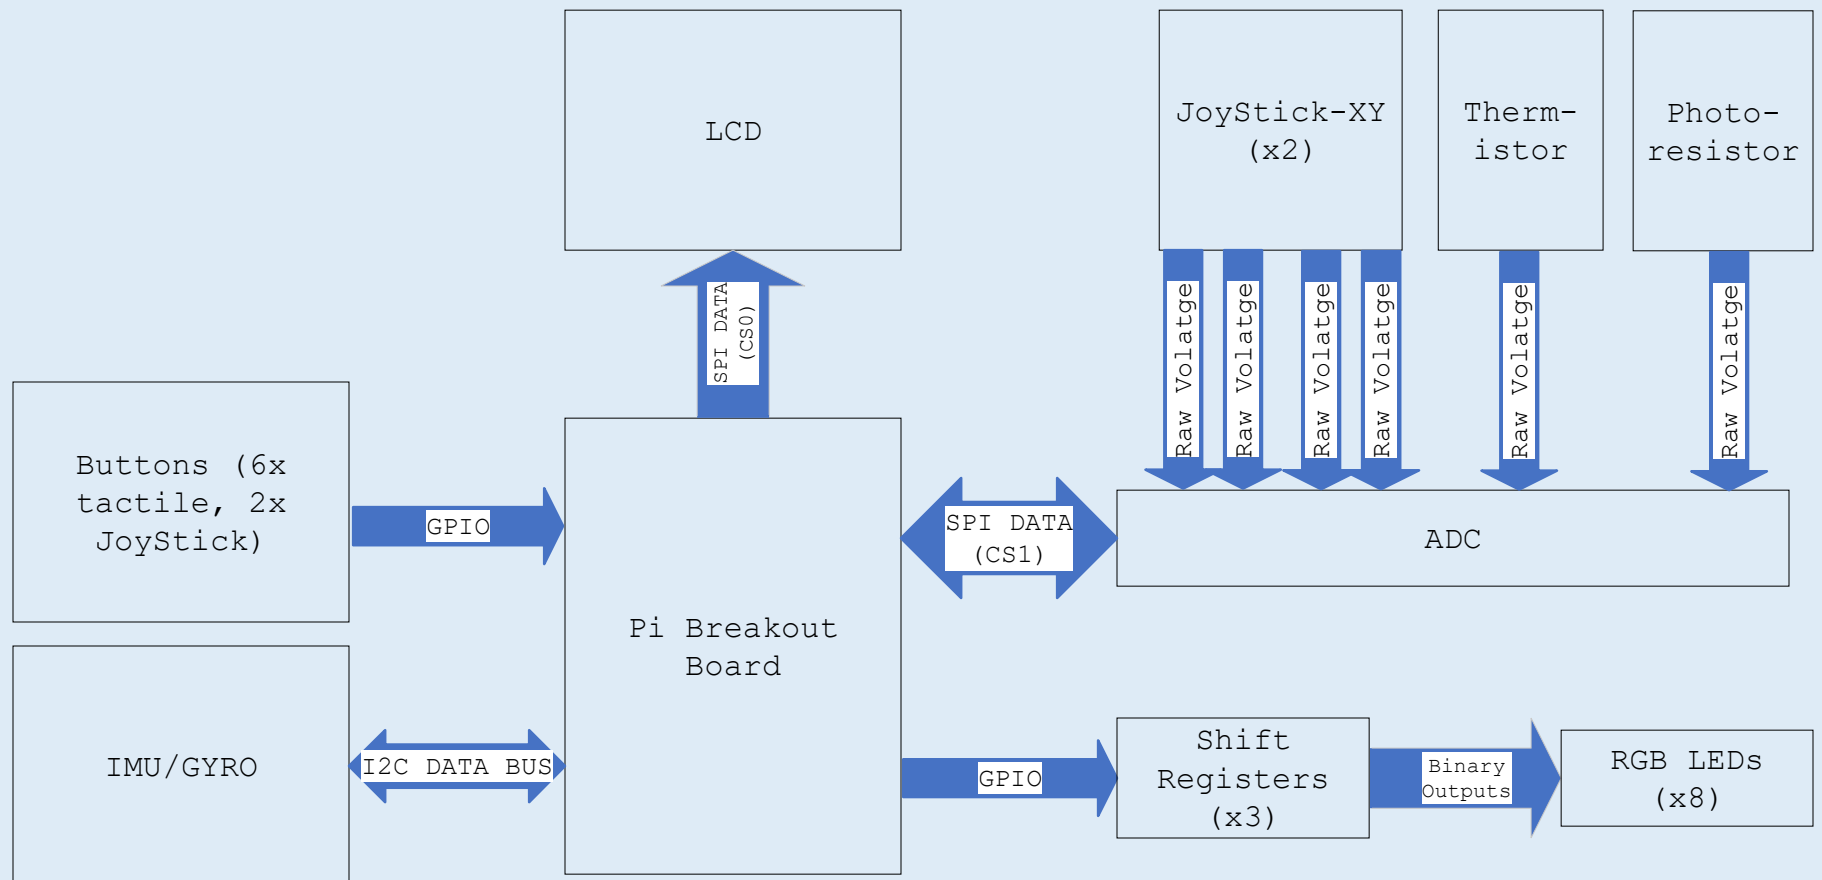 LCD
JoyStick-XY
(x2)
Therm-
istor
Photo-
resistor
SPI DATA
(CS0)
Raw Volatge
Raw Volatge
Raw Volatge
Raw Volatge
Raw Volatge
Raw Volatge
Buttons (6x
tactile, 2x
JoyStick)
GPIO
SPI DATA
(CS1)
ADC
Pi Breakout
Board
IMU/GYRO
I2C DATA BUS
GPIO
Shift
Registers
(x3)
Binary
Outputs
RGB LEDs
(x8)